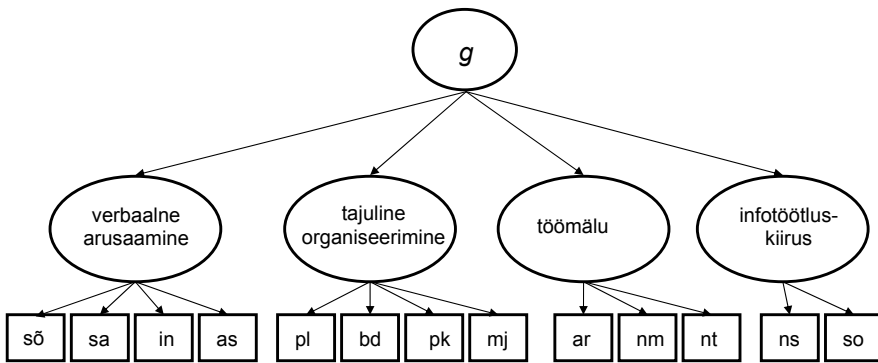 g
verbaalne
arusaamine
tajuline
organiseerimine
töömälu
infotöötlus-
kiirus
sõ sa in as pl bd pk mj ar nm nt ns so